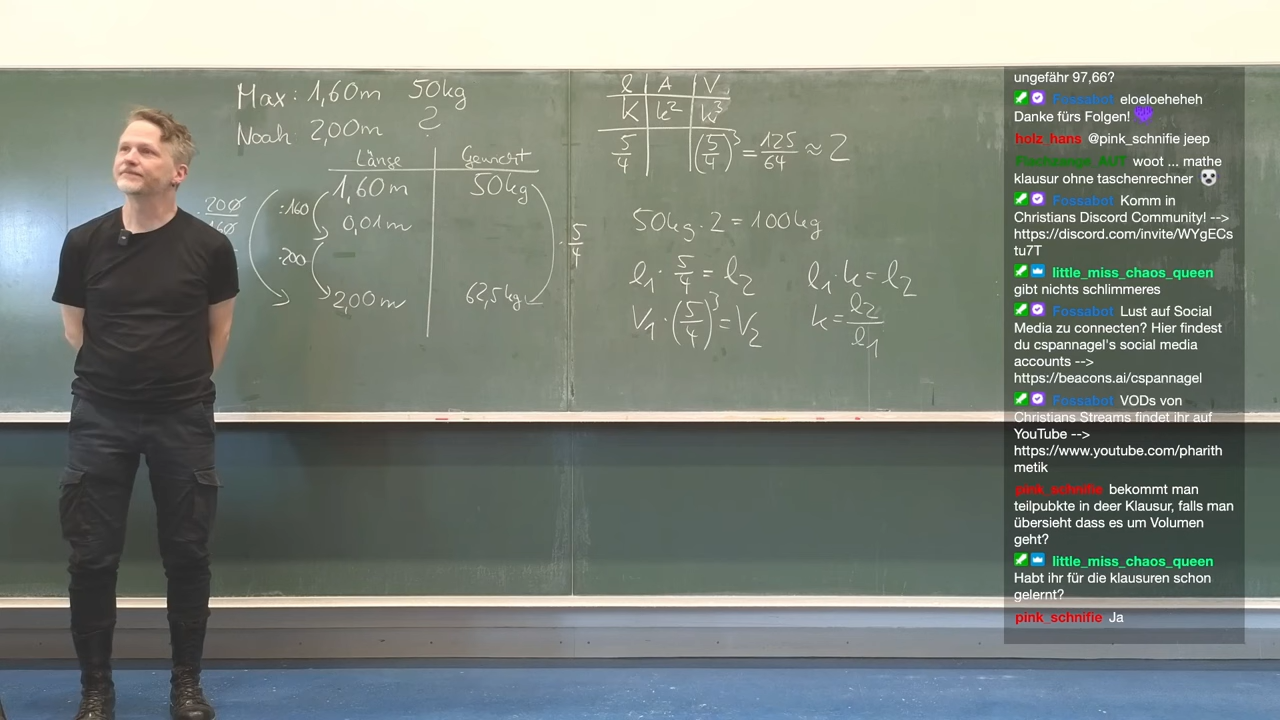 Max: 1,60m 50kg
Noah: 2,00m ?
Länge Gewicht
1,60m 50kg
:160
0,01m
·200
2,00m 62,5kg
· 200/160
· 5/4
l A V
k k² k³
5/4 (5/4)³ = 125/64 ≈ 2
50kg · 2 = 100kg
l₁ · 5/4 = l₂ l₁ · k = l₂
V₁ · (5/4)³ = V₂ k = l₂/l₁
ungefähr 97,66?
Fossabot eloeloeheheh
Danke fürs Folgen! 💜
holz_hans @pink_schnifie jeep
Flachzange_AUT woot ... mathe
klausur ohne taschenrechner 💀
Fossabot Komm in
Christians Discord Community! -->
https://discord.com/invite/WYgECs
tu7T
little_miss_chaos_queen
gibt nichts schlimmeres
Fossabot Lust auf Social
Media zu connecten? Hier findest
du cspannagel's social media
accounts -->
https://beacons.ai/cspannagel
Fossabot VODs von
Christians Streams findet ihr auf
YouTube -->
https://www.youtube.com/pharith
metik
pink_schnifie bekommt man
teilpubkte in deer Klausur, falls man
übersieht dass es um Volumen
geht?
little_miss_chaos_queen
Habt ihr für die klausuren schon
gelernt?
pink_schnifie Ja